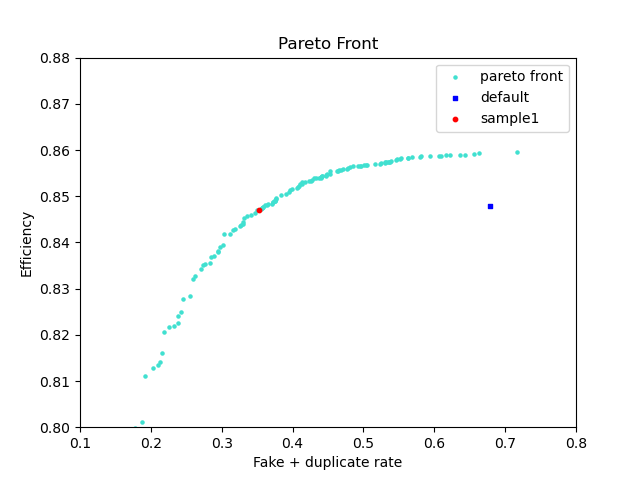 Pareto Front
pareto front
default
sample1
0.88
0.87
0.86
0.85
0.84
0.83
0.82
0.81
0.80
Efficiency
0.1 0.2 0.3 0.4 0.5 0.6 0.7 0.8
Fake + duplicate rate